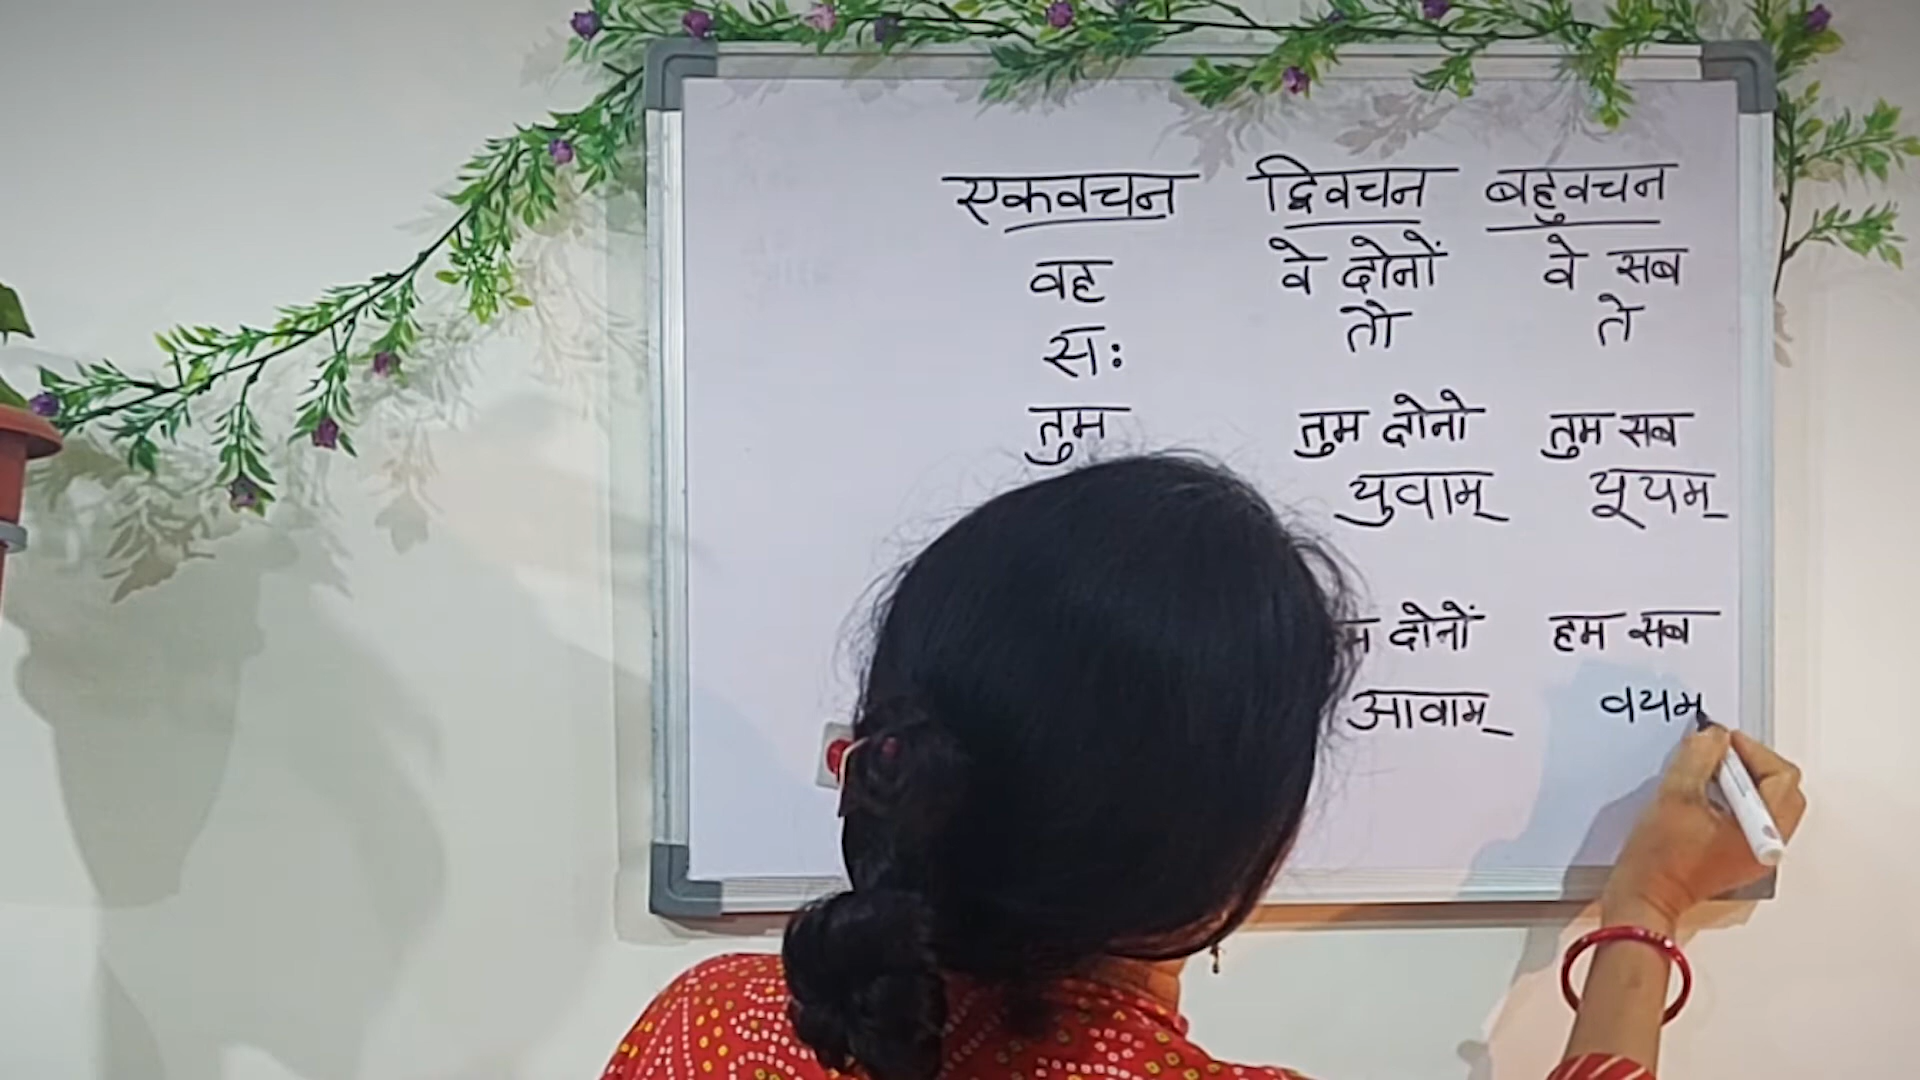 एकवचन द्विवचन बहुवचन
वह वे दोनों वे सब
सः तौ ते
तुम तुम दोनो तुम सब
युवाम् यूयम्
दोनों हम सब
आवाम् वयम